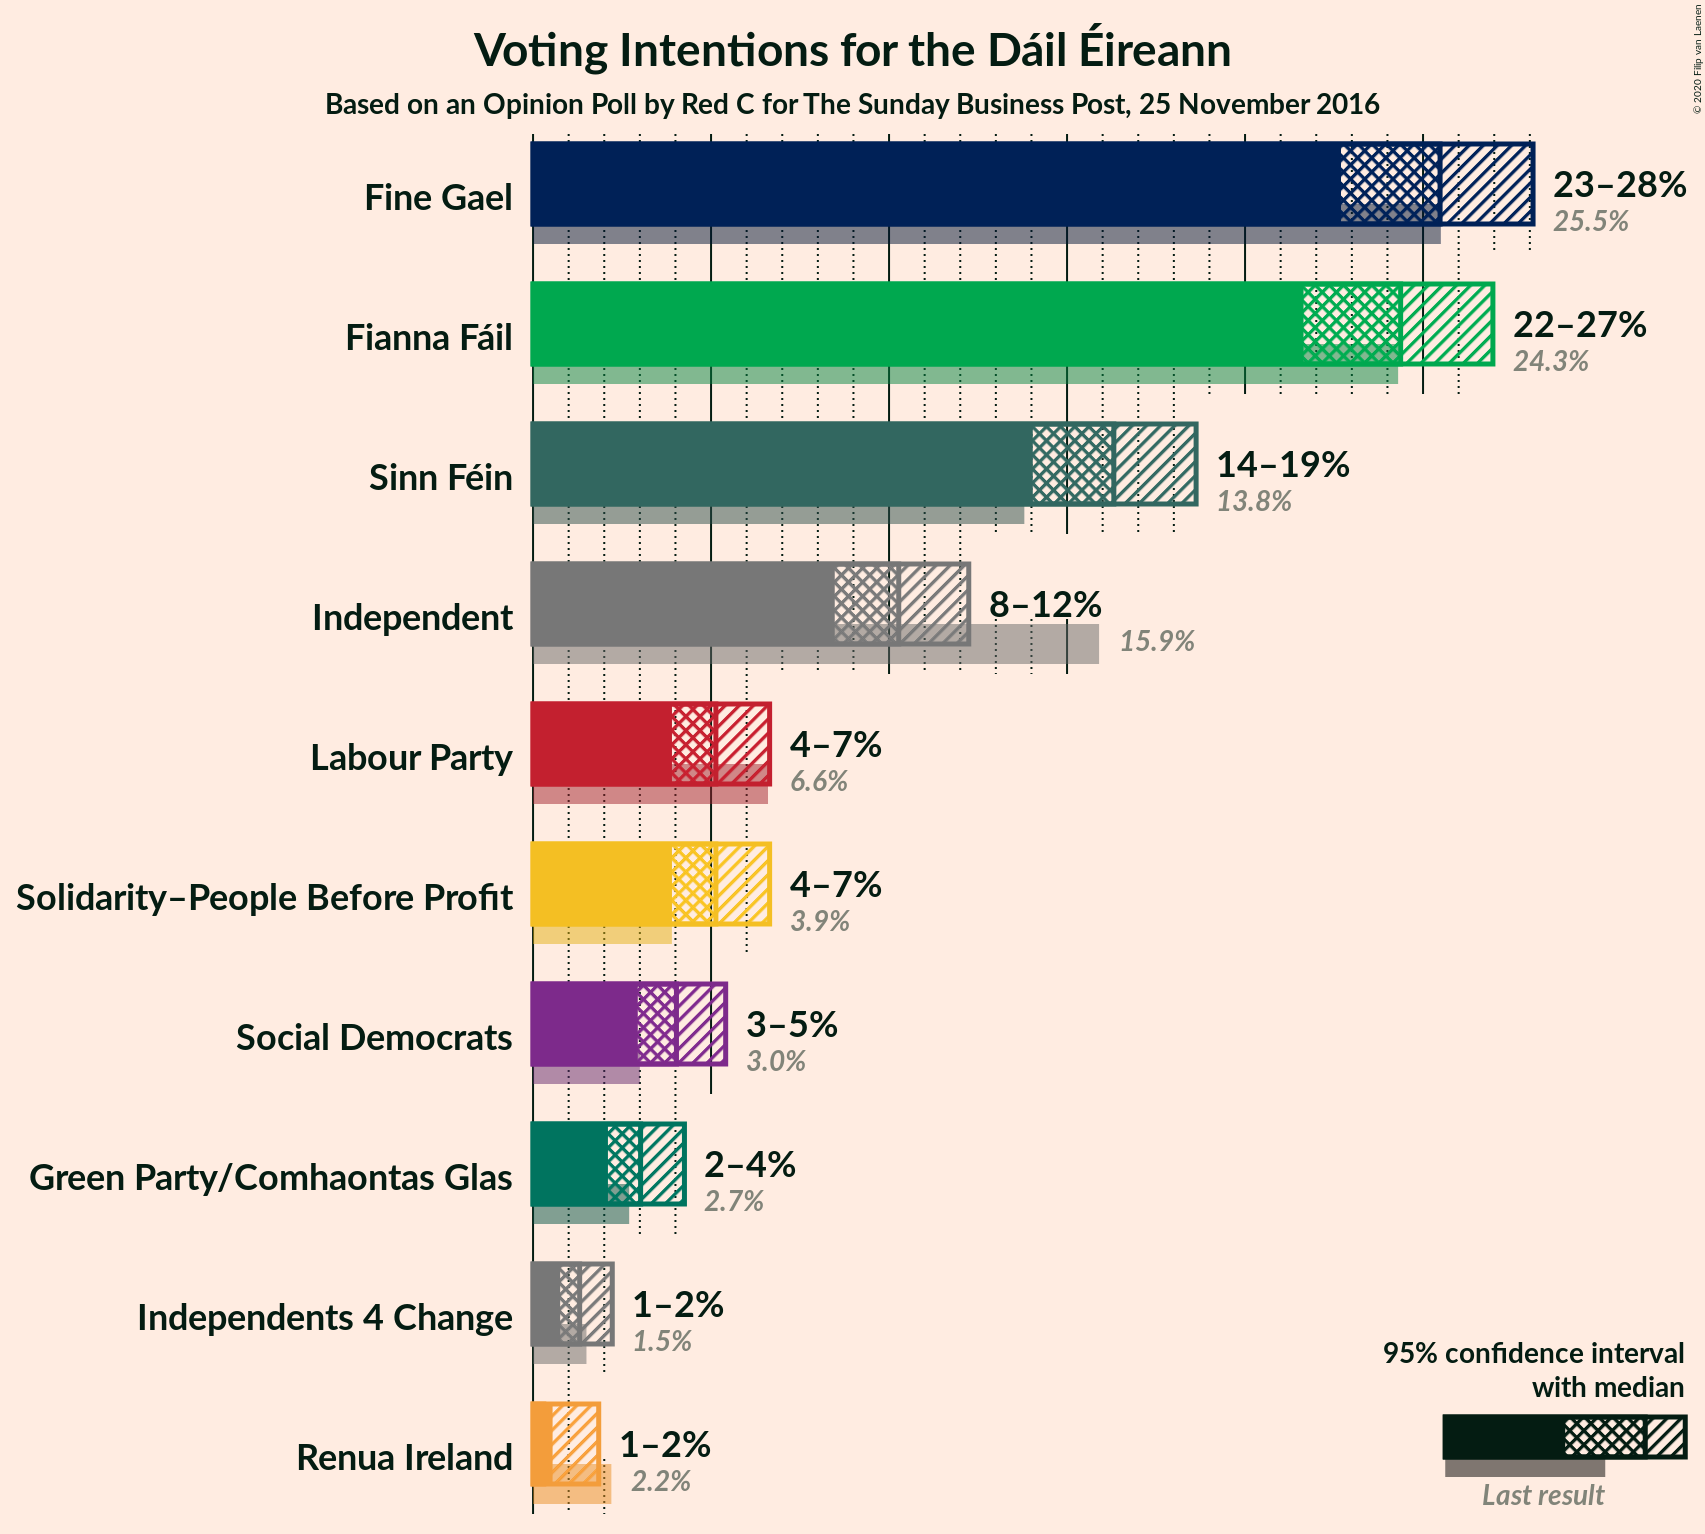 Voting Intentions for the Dáil Éireann
Based on an Opinion Poll by Red C for The Sunday Business Post, 25 November 2016
© 2020 Filip van Laenen
Fine Gael
23–28%
25.5%
Fianna Fáil
22–27%
24.3%
Sinn Féin
14–19%
13.8%
Independent
8–12%
15.9%
Labour Party
4–7%
6.6%
Solidarity–People Before Profit
4–7%
3.9%
Social Democrats
3–5%
3.0%
Green Party/Comhaontas Glas
2–4%
2.7%
Independents 4 Change
1–2%
1.5%
Renua Ireland
1–2%
2.2%
95% confidence interval
with median
Last result